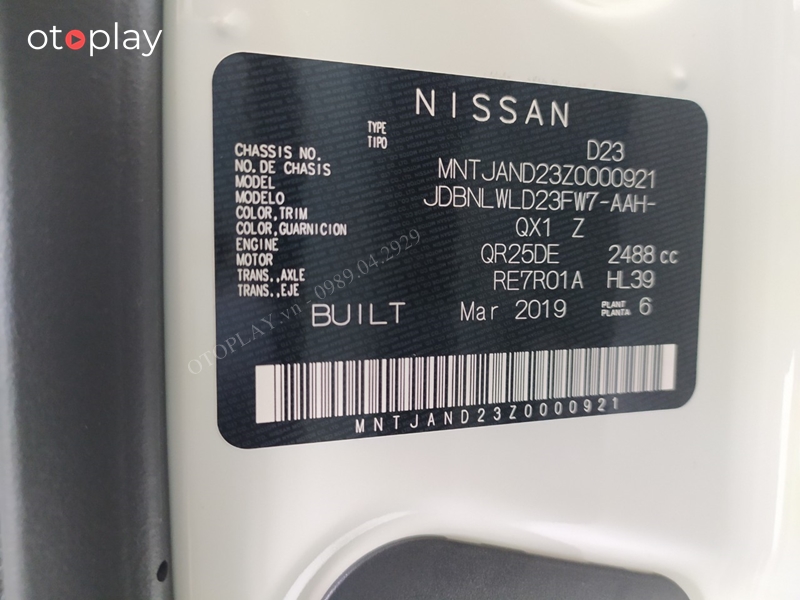 otoplay
NISSAN
TYPE
TIPO D23
CHASSIS NO.
NO. DE CHASIS MNTJAND23Z0000921
MODEL
MODELO JDBNLWLD23FW7-AAH-
COLOR, TRIM
COLOR, GUARNICION QX1 Z
ENGINE
MOTOR QR25DE 2488 cc
TRANS., AXLE
TRANS., EJE RE7R01A HL39
BUILT Mar 2019 PLANT
PLANTA 6
OTOPLAY.vn - 0989.04.2929
MNTJAND23Z0000921